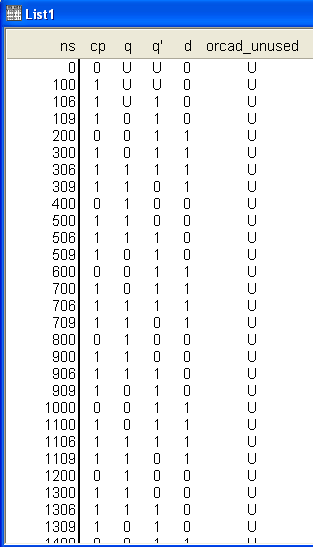 List1
ns cp q q' d orcad_unused
0 0 U U 0 U
100 1 U U 0 U
106 1 U 1 0 U
109 1 0 1 0 U
200 0 0 1 1 U
300 1 0 1 1 U
306 1 1 1 1 U
309 1 1 0 1 U
400 0 1 0 0 U
500 1 1 0 0 U
506 1 1 1 0 U
509 1 0 1 0 U
600 0 0 1 1 U
700 1 0 1 1 U
706 1 1 1 1 U
709 1 1 0 1 U
800 0 1 0 0 U
900 1 1 0 0 U
906 1 1 1 0 U
909 1 0 1 0 U
1000 0 0 1 1 U
1100 1 0 1 1 U
1106 1 1 1 1 U
1109 1 1 0 1 U
1200 0 1 0 0 U
1300 1 1 0 0 U
1306 1 1 1 0 U
1309 1 0 1 0 U
1400 0 0 1 1 U